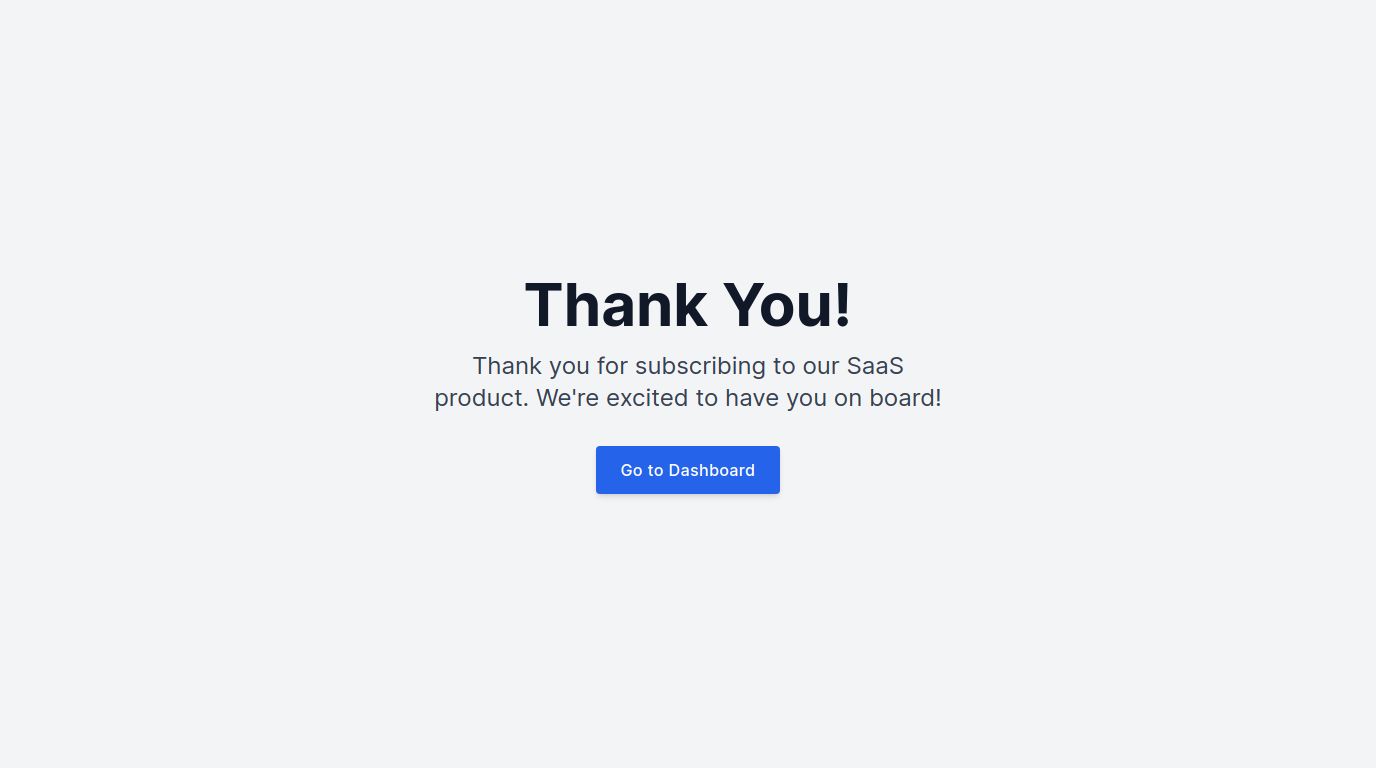 Thank You!
Thank you for subscribing to our SaaS
product. We're excited to have you on board!
Go to Dashboard